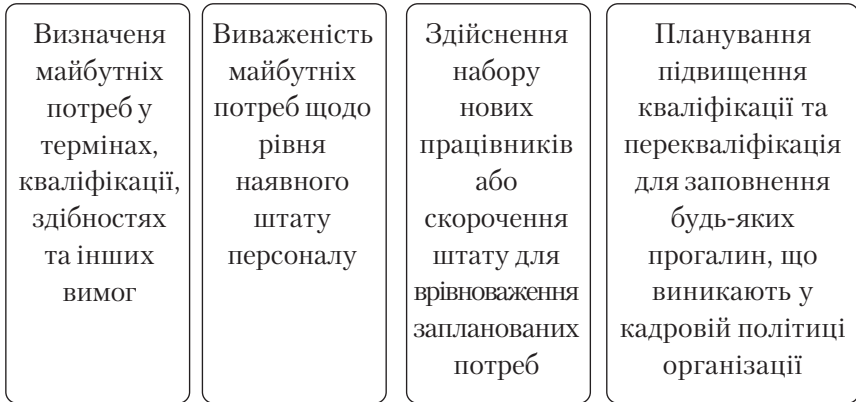 Визначеня
майбутніх
потреб у
термінах,
кваліфікації,
здібностях
та інших
вимог
Виваженість
майбутніх
потреб щодо
рівня
наявного
штату
персоналу
Здійснення
набору
нових
працівників
або
скорочення
штату для
врівноваження
запланованих
потреб
Планування
підвищення
кваліфікації та
перекваліфікація
для заповнення
будь-яких
прогалин, що
виникають у
кадровій політиці
організації